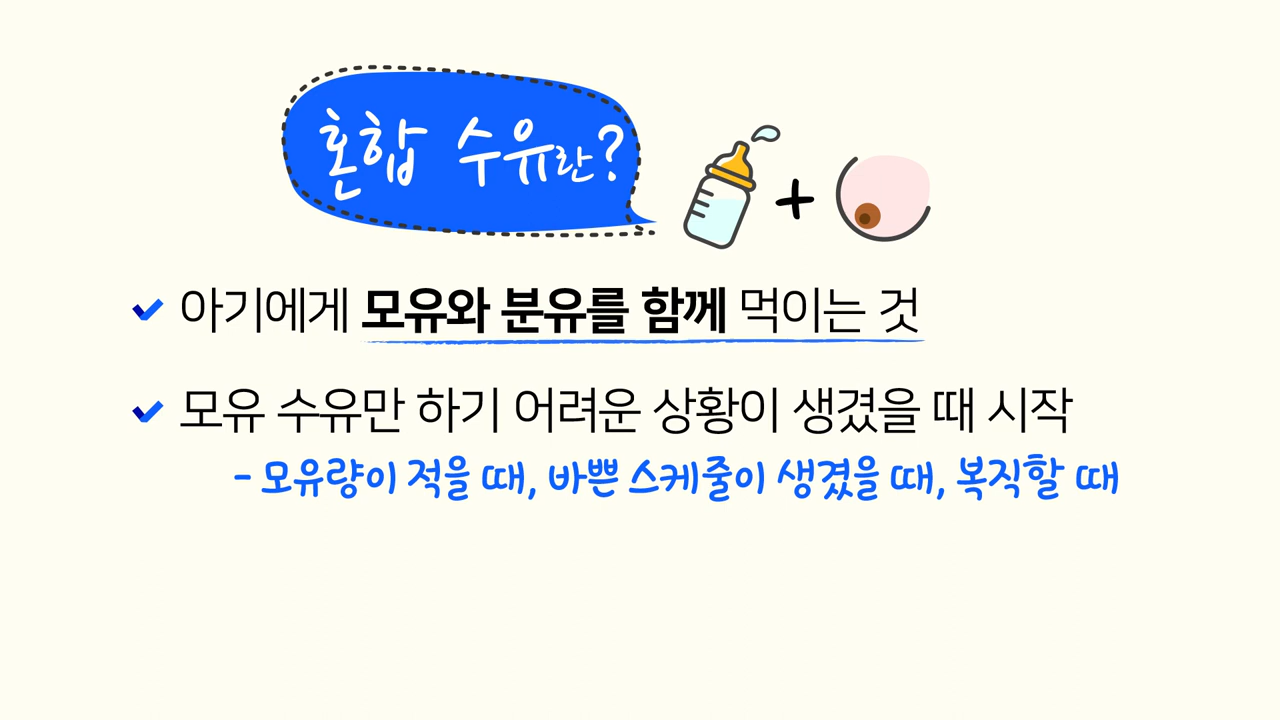 혼합 수유란?
+
아기에게 모유와 분유를 함께 먹이는 것
모유 수유만 하기 어려운 상황이 생겼을 때 시작
- 모유량이 적을 때, 바쁜 스케줄이 생겼을 때, 복직할 때